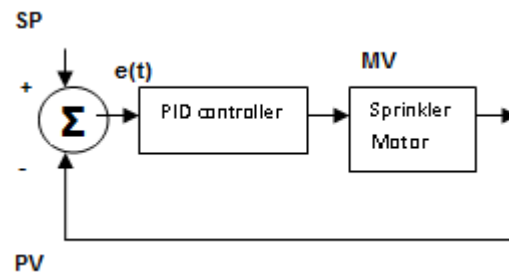 SP
MV
e(t)
+
Σ
PID controller
Sprinkler
Motor
-
PV